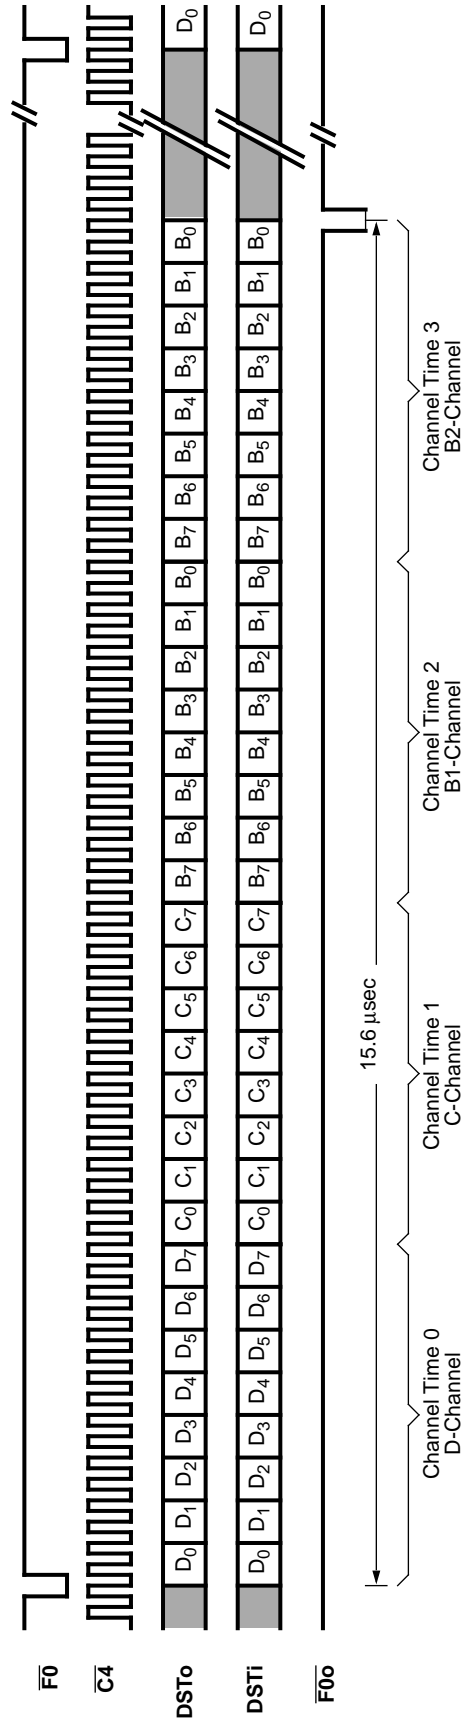 F0
C4
DSTo D0 D1 D2 D3 D4 D5 D6 D7 C0 C1 C2 C3 C4 C5 C6 C7 B7 B6 B5 B4 B3 B2 B1 B0 B7 B6 B5 B4 B3 B2 B1 B0 D0
DSTi D0 D1 D2 D3 D4 D5 D6 D7 C0 C1 C2 C3 C4 C5 C6 C7 B7 B6 B5 B4 B3 B2 B1 B0 B7 B6 B5 B4 B3 B2 B1 B0 D0
F0o
15.6 µsec
Channel Time 0
D-Channel
Channel Time 1
C-Channel
Channel Time 2
B1-Channel
Channel Time 3
B2-Channel